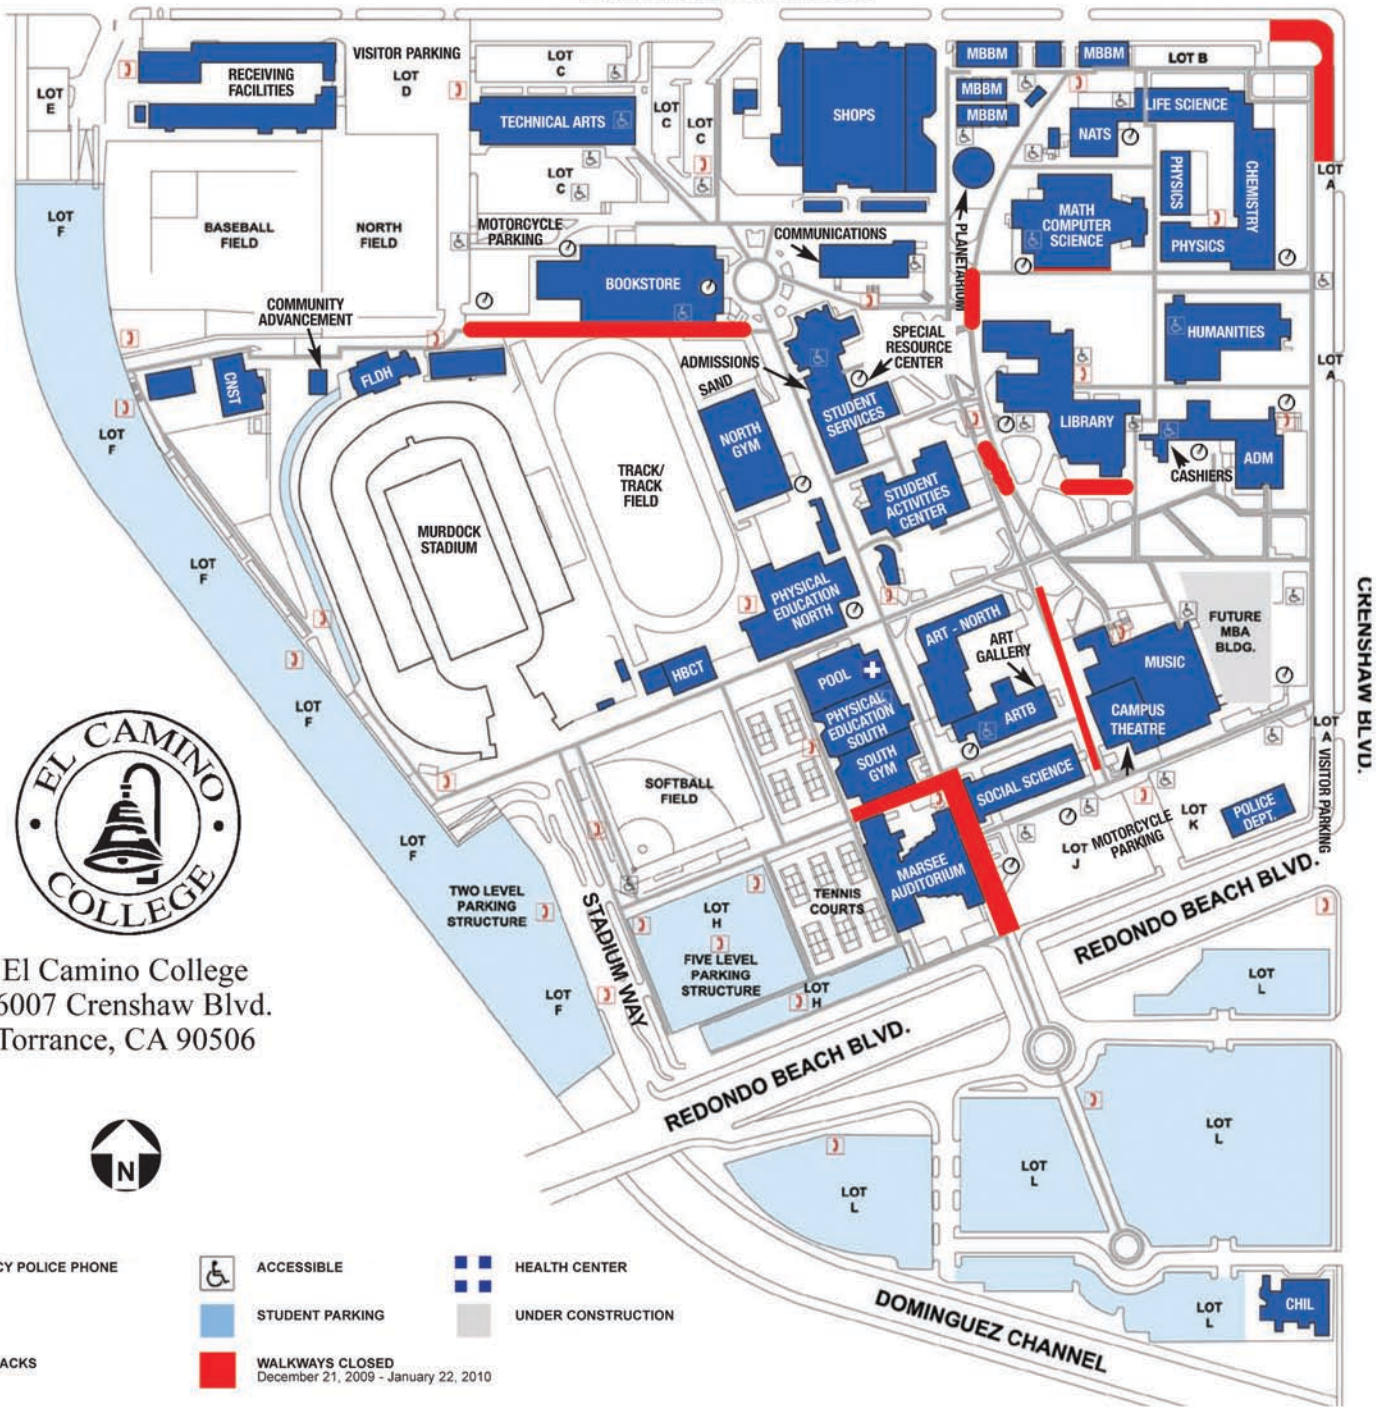 VISITOR PARKING
LOT
D
LOT
C
MBBM
MBBM
LOT B
LOT
E
RECEIVING
FACILITIES
MBBM
MBBM
LIFE SCIENCE
TECHNICAL ARTS
LOT
C
LOT
C
SHOPS
NATS
LOT
C
PHYSICS
CHEMISTRY
LOT
A
LOT
F
BASEBALL
FIELD
NORTH
FIELD
MOTORCYCLE
PARKING
COMMUNICATIONS
PLANETARIUM
MATH
COMPUTER
SCIENCE
PHYSICS
BOOKSTORE
COMMUNITY
ADVANCEMENT
SPECIAL
RESOURCE
CENTER
HUMANITIES
ADMISSIONS
LOT
A
CNST
FLDH
SAND
STUDENT
SERVICES
LIBRARY
LOT
F
NORTH
GYM
ADM
CASHIERS
TRACK/
TRACK
FIELD
STUDENT
ACTIVITIES
CENTER
MURDOCK
STADIUM
LOT
F
PHYSICAL
EDUCATION
NORTH
CRENSHAW BLVD.
ART - NORTH
ART
GALLERY
FUTURE
MBA
BLDG.
MUSIC
HBCT
POOL
LOT
F
PHYSICAL
EDUCATION
SOUTH
ARTB
CAMPUS
THEATRE
LOT
A
VISITOR PARKING
SOUTH
GYM
SOCIAL SCIENCE
SOFTBALL
FIELD
EL CAMINO
COLLEGE
LOT
K
POLICE
DEPT.
MOTORCYCLE
PARKING
LOT
J
LOT
F
MARSEE
AUDITORIUM
TWO LEVEL
PARKING
STRUCTURE
TENNIS
COURTS
REDONDO BEACH BLVD.
STADIUM WAY
LOT
H
FIVE LEVEL
PARKING
STRUCTURE
LOT
H
LOT
F
LOT
L
El Camino College
6007 Crenshaw Blvd.
Torrance, CA 90506
REDONDO BEACH BLVD.
N
LOT
L
LOT
L
LOT
L
DOMINGUEZ CHANNEL
LOT
L
CHIL
CY POLICE PHONE
ACCESSIBLE
HEALTH CENTER
STUDENT PARKING
UNDER CONSTRUCTION
ACKS
WALKWAYS CLOSED
December 21, 2009 - January 22, 2010